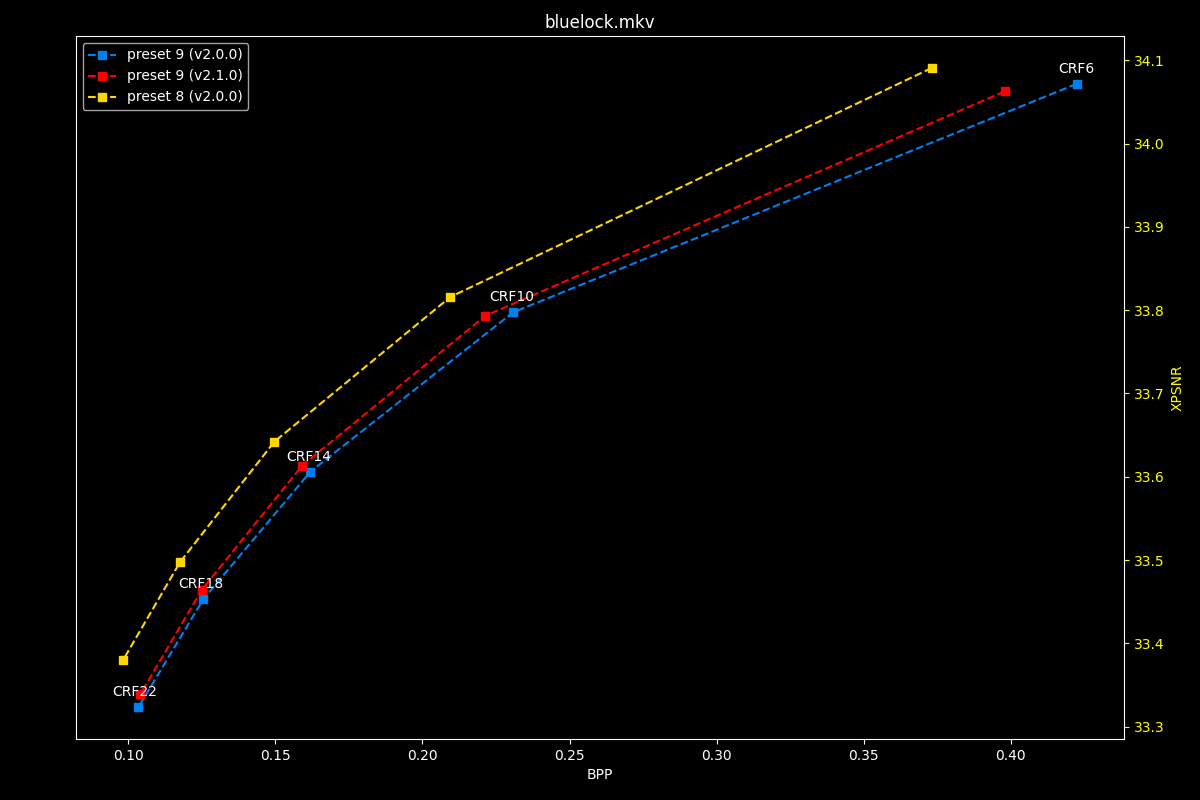 bluelock.mkv
preset 9 (v2.0.0)
preset 9 (v2.1.0)
preset 8 (v2.0.0)
CRF6
CRF10
CRF14
CRF18
CRF22
34.1
34.0
33.9
33.8
33.7
33.6
33.5
33.4
33.3
XPSNR
0.10 0.15 0.20 0.25 0.30 0.35 0.40
BPP